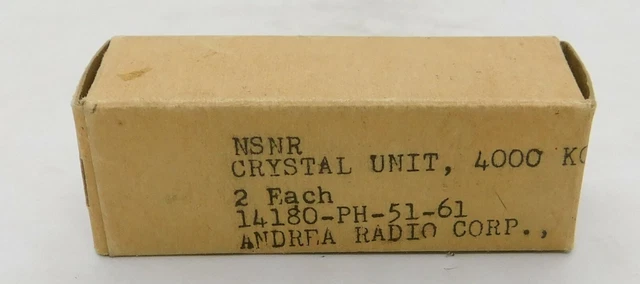 NSNR
CRYSTAL UNIT, 4000 KC
2 Each
14180-PH-51-61
ANDREA RADIO CORP.,